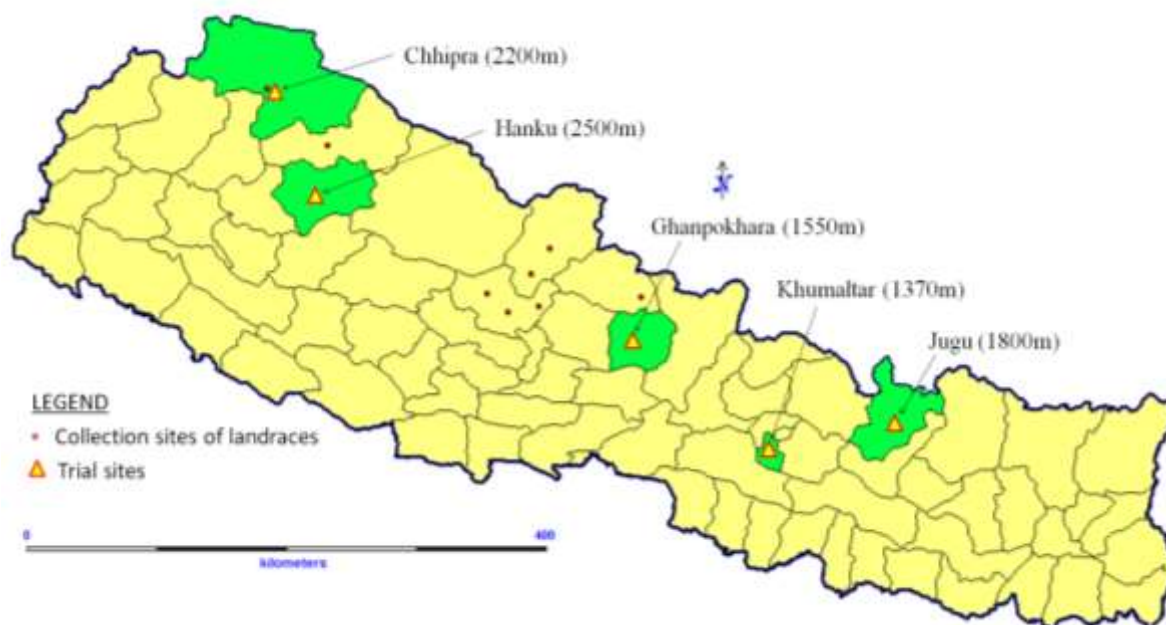 Chhipra (2200m)
Hanku (2500m)
N
Ghanpokhara (1550m)
Khumaltar (1370m)
Jugu (1800m)
LEGEND
Collection sites of landraces
Trial sites
0 400
kilometers